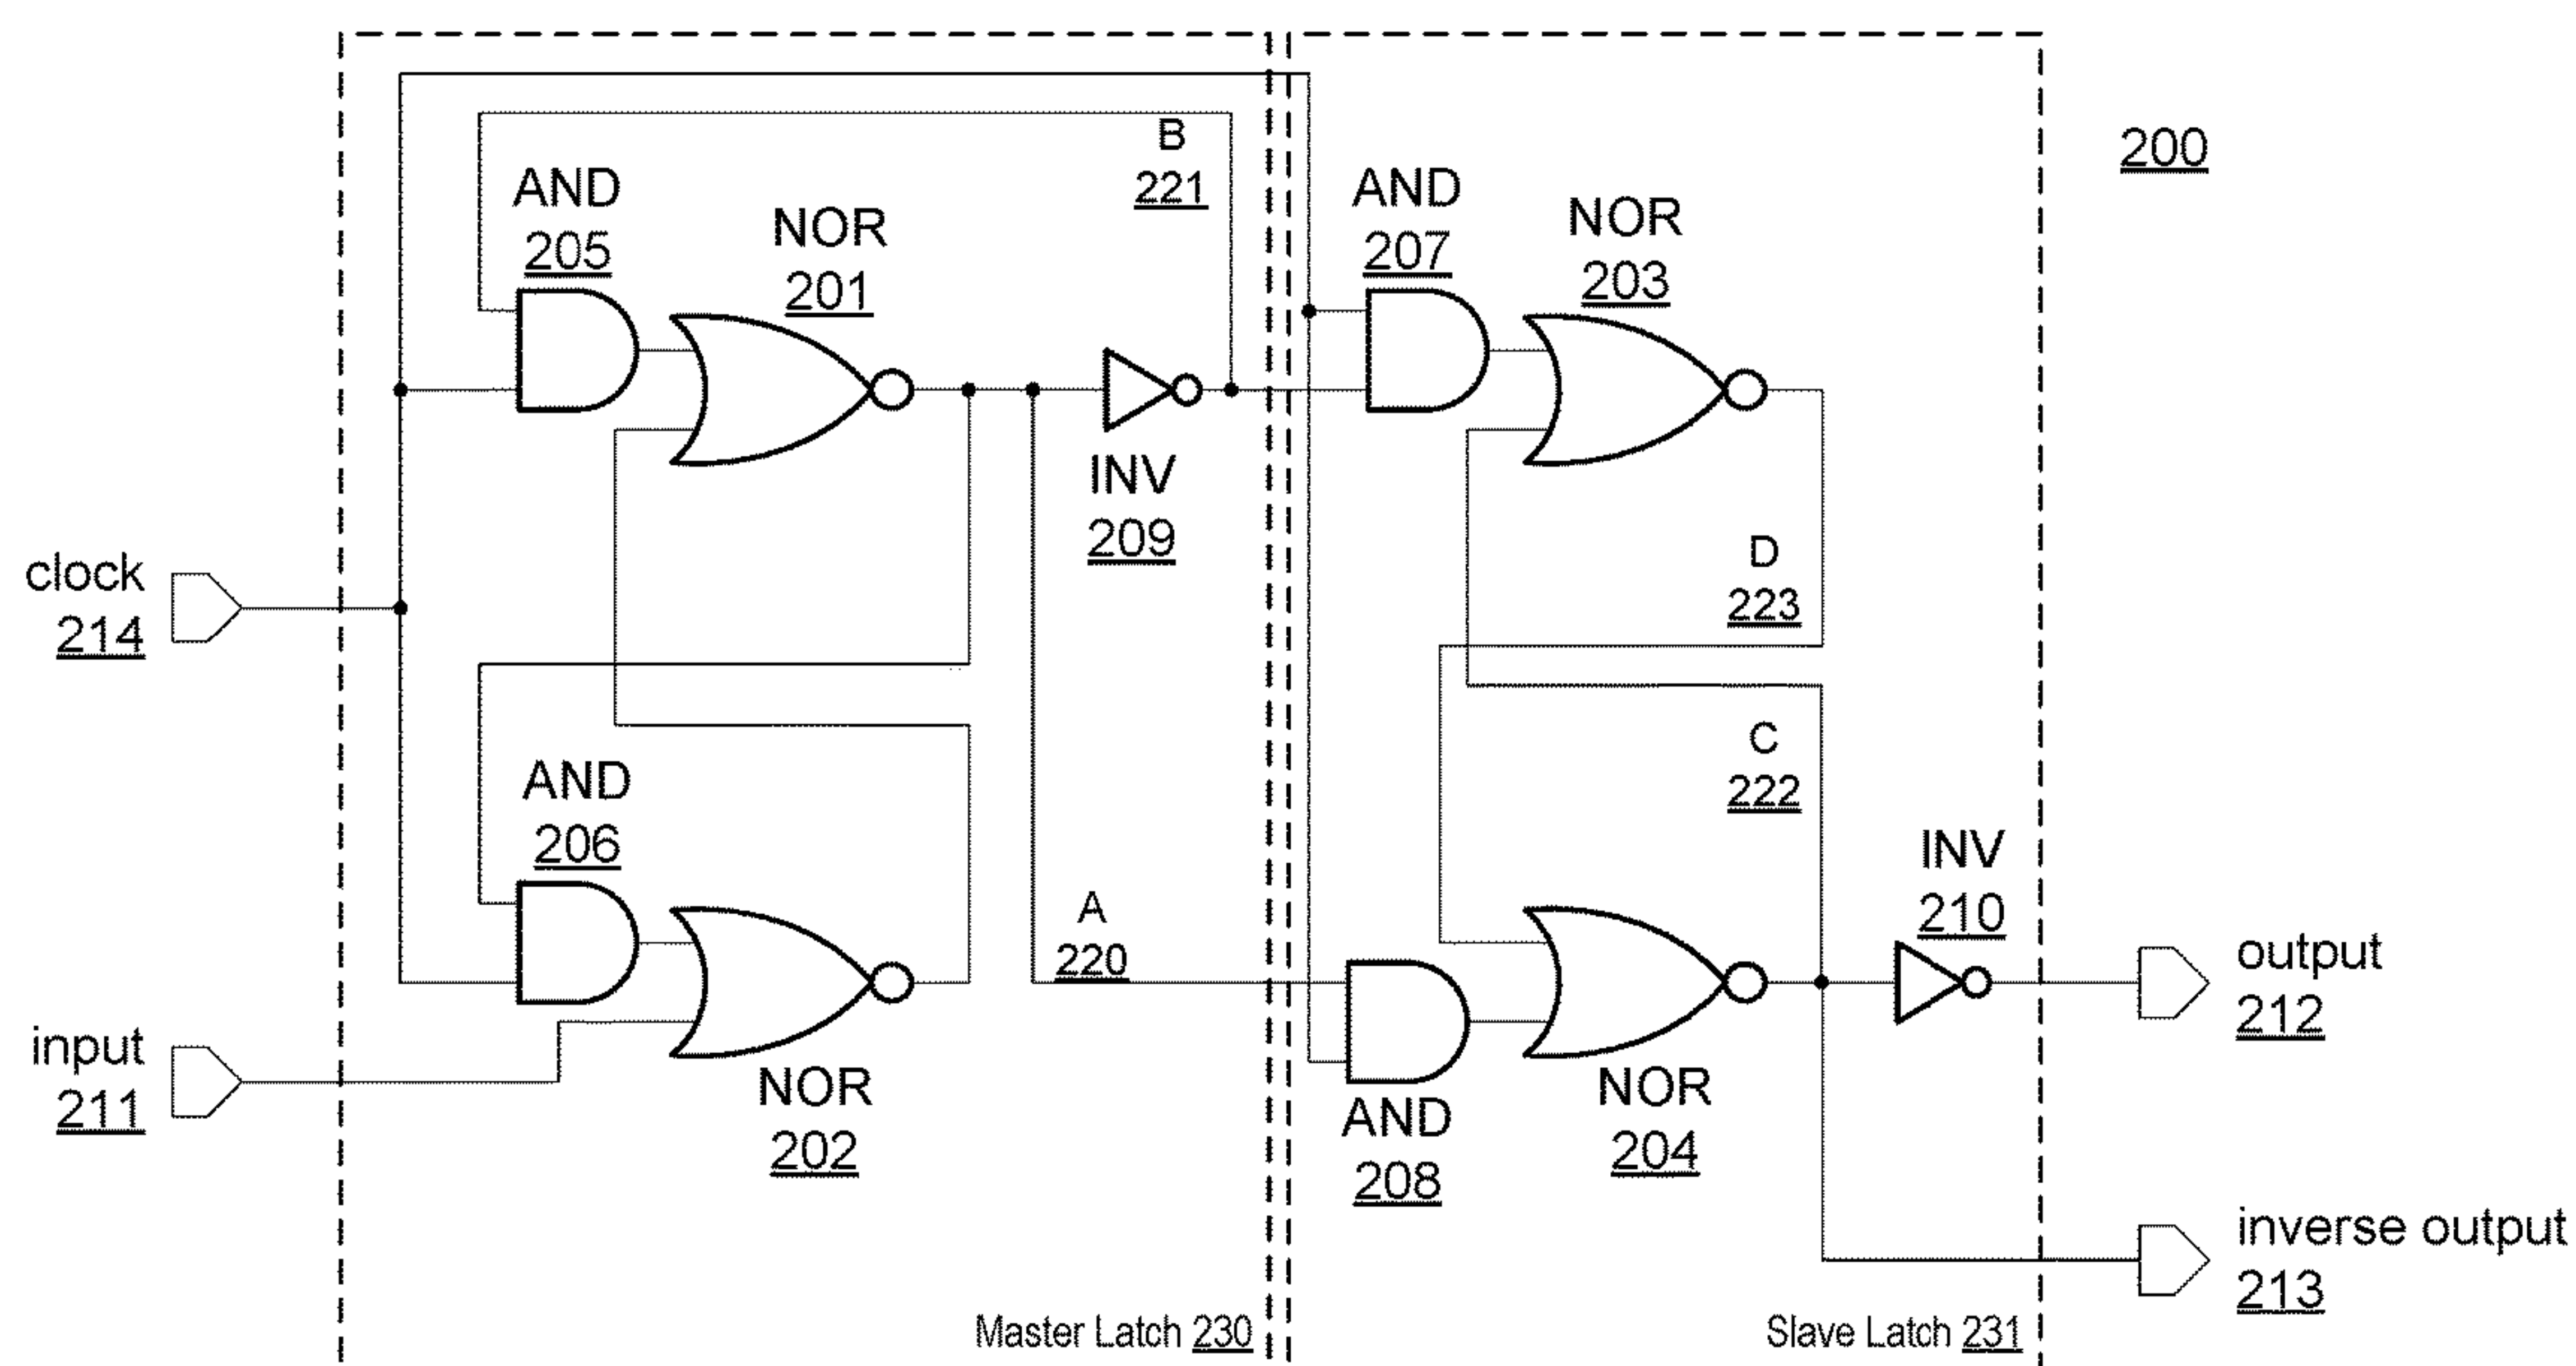 B
221
200
AND
205
NOR
201
AND
207
NOR
203
INV
209
clock
214
D
223
C
222
AND
206
A
220
INV
210
output
212
input
211
NOR
202
AND
208
NOR
204
inverse output
213
Master Latch 230
Slave Latch 231